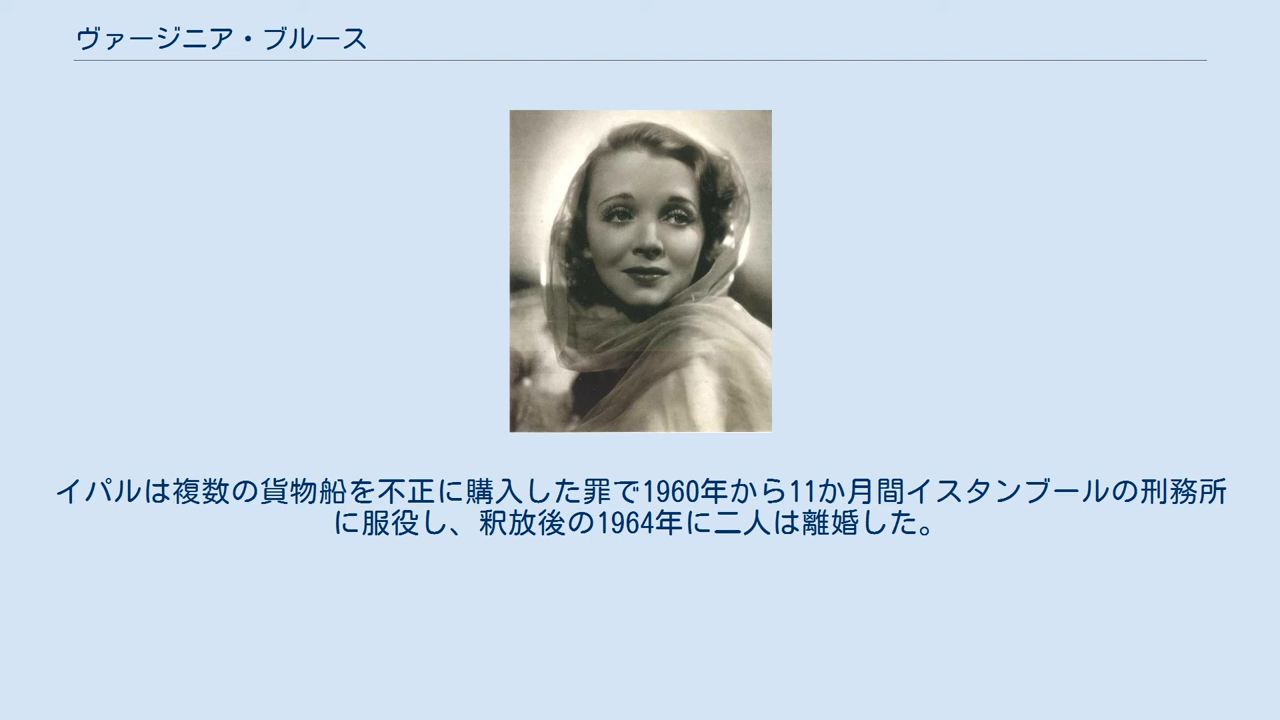 ヴァージニア・ブルース
イパルは複数の貨物船を不正に購入した罪で1960年から11か月間イスタンブールの刑務所
に服役し、釈放後の1964年に二人は離婚した。